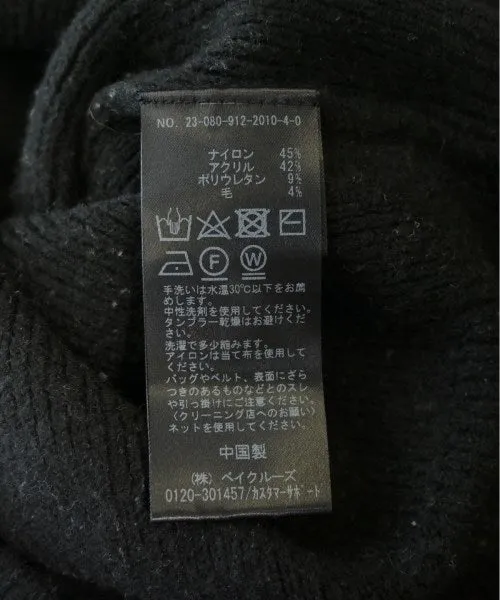 NO. 23-080-912-2010-4-0
ナイロン 45%
アクリル 42%
ポリウレタン 9%
毛 4%
F W
手洗いは水温30℃以下をお薦
めします。
中性洗剤を使用してください。
タンブラー乾燥はお避けくだ
さい。
洗濯で多少縮みます。
アイロンは当て布を使用して
ください。
バッグやベルト、表面にざら
つきのあるものなどとのスレ
や引っ掛けにご注意ください。
〈クリーニング店へのお願い〉
ネットを使用してください。
中国製
(株) ベイクルーズ
0120-301457/カスタマーサポート